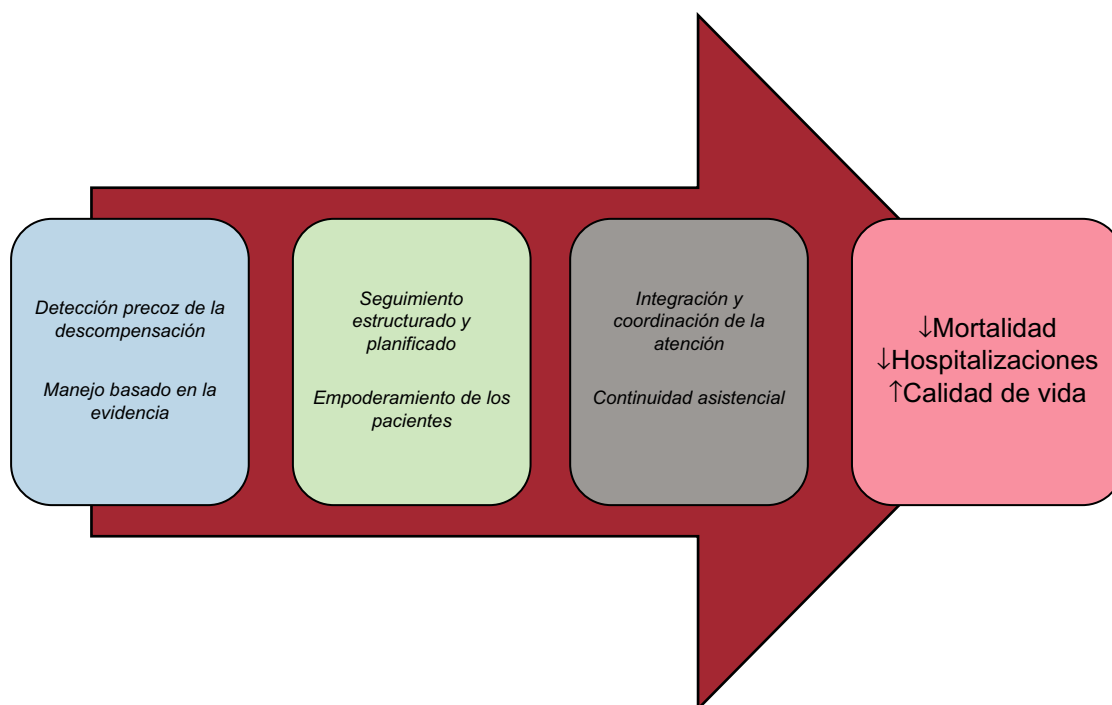 Detección precoz de la
descompensación
Manejo basado en la
evidencia
Seguimiento
estructurado y
planificado
Empoderamiento de los
pacientes
Integración y
coordinación de la
atención
Continuidad asistencial
↓Mortalidad
↓Hospitalizaciones
↑Calidad de vida